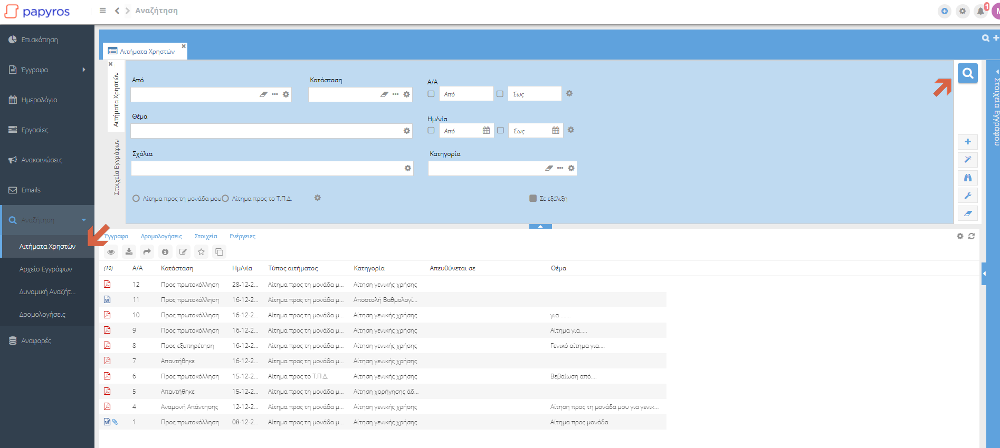 papyros
Αναζήτηση
1
M
Επισκόπηση
Έγγραφα
Ημερολόγιο
Εργασίες
Ανακοινώσεις
Emails
Αναζήτηση
Αιτήματα Χρηστών
Αρχείο Εγγράφων
Δυναμική Αναζήτ...
Δρομολογήσεις
Αναφορές
Αιτήματα Χρηστών
Αιτήματα Χρηστών
Στοιχεία Εγγράφων
Από
Κατάσταση
Α/Α
Από
Έως
Θέμα
Ημ/νία
Από
Έως
Σχόλια
Κατηγορία
Αίτημα προς τη μονάδα μου
Αίτημα προς το Τ.Π.Δ.
Σε εξέλιξη
Στοιχεία Εγγράφου
Έγγραφο Δρομολογήσεις Στοιχεία Ενέργειες
(10) Α/Α Κατάσταση Ημ/νία Τύπος αιτήματος Κατηγορία Απευθύνεται σε Θέμα
12 Προς πρωτοκόλληση 28-12-2... Αίτημα προς τη μονάδα μ... Αίτηση γενικής χρήσης
11 Προς πρωτοκόλληση 16-12-2... Αίτημα προς τη μονάδα μ... Αποστολή Βαθμολογί...
10 Προς πρωτοκόλληση 16-12-2... Αίτημα προς τη μονάδα μ... Αίτηση γενικής χρήσης για .......
9 Προς πρωτοκόλληση 16-12-2... Αίτημα προς τη μονάδα μ... Αίτηση γενικής χρήσης Αίτημα για.....
8 Προς εξυπηρέτηση 16-12-2... Αίτημα προς τη μονάδα μ... Αίτηση γενικής χρήσης Γενικό αίτημα για....
7 Απαντήθηκε 16-12-2... Αίτημα προς τη μονάδα μ... Αίτηση γενικής χρήσης
6 Προς πρωτοκόλληση 15-12-2... Αίτημα προς το Τ.Π.Δ. Αίτηση γενικής χρήσης Βεβαίωση από....
5 Απαντήθηκε 15-12-2... Αίτημα προς τη μονάδα μ... Αίτηση χορήγησης άδ...
4 Αναμονή Απάντησης 12-12-2... Αίτημα προς τη μονάδα μ... Αίτηση γενικής χρήσης Αίτηση προς τη μονάδα μου για γενικ...
1 Προς πρωτοκόλληση 08-12-2... Αίτημα προς τη μονάδα μ... Αίτηση γενικής χρήσης Αίτημα προς μονάδα